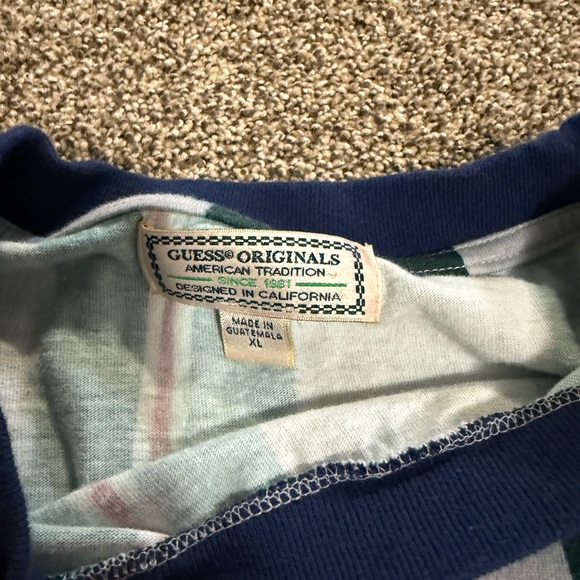 GUESS® ORIGINALS
AMERICAN TRADITION
SINCE 1981
DESIGNED IN CALIFORNIA
MADE IN
GUATEMALA
XL